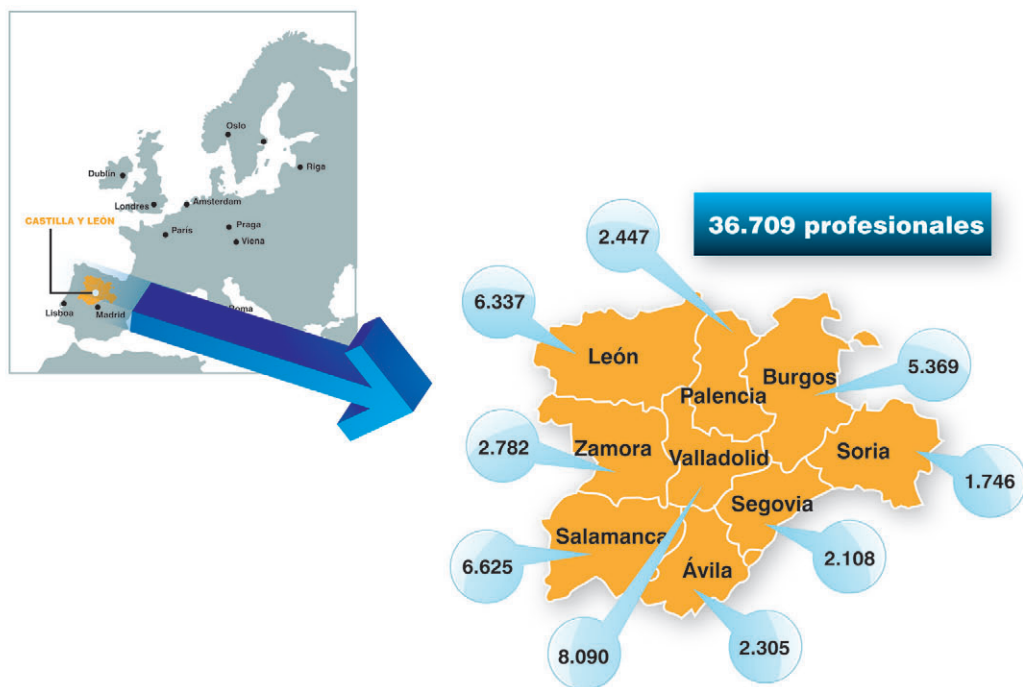 Oslo
Riga
Dublín
Londres
Amsterdam
CASTILLA Y LEÓN
Praga
París
Viena
Lisboa
Madrid
Roma
36.709 profesionales
2.447
6.337
León
Burgos
5.369
Palencia
2.782
Zamora
Valladolid
Soria
1.746
Segovia
Salamanca
6.625
Ávila
2.108
8.090
2.305